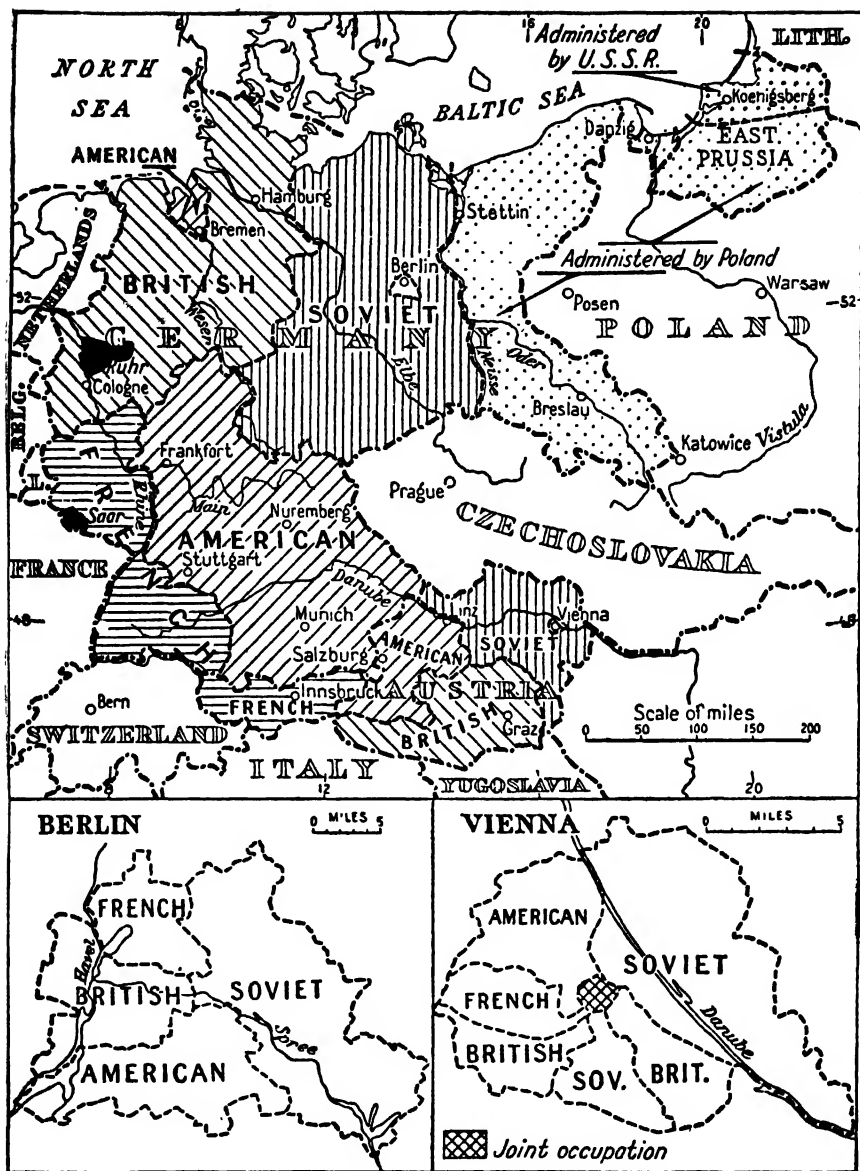 8
16
20
LITH.
Administered
by U.S.S.R.
NORTH
SEA
BALTIC SEA
Koenigsberg
Danzig
EAST
PRUSSIA
AMERICAN
Hamburg
Stettin
Bremen
NETHERLANDS
Berlin
Administered by Poland
Warsaw
BRITISH
SOVIET
Posen
52
52
Weser
GERMANY
POLAND
Ruhr
Elbe
Neisse
Oder
Cologne
BELG.
Breslau
Katowice
Vistula
Frankfort
L.
FRENCH
Rhine
Main
Prague
Saar
Nuremberg
CZECHOSLOVAKIA
AMERICAN
FRANCE
Stuttgart
Danube
Linz
Vienna
48
48
Munich
SOVIET
AMERICAN
Salzburg
Innsbruck
AUSTRIA
FRENCH
Bern
BRITISH
Graz
Scale of miles
0 50 100 150 200
SWITZERLAND
ITALY
YUGOSLAVIA
8
12
20
BERLIN
0 MILES 5
FRENCH
Havel
BRITISH
SOVIET
Spree
AMERICAN
VIENNA
0 MILES 5
AMERICAN
SOVIET
FRENCH
Danube
BRITISH
SOV.
BRIT.
Joint occupation